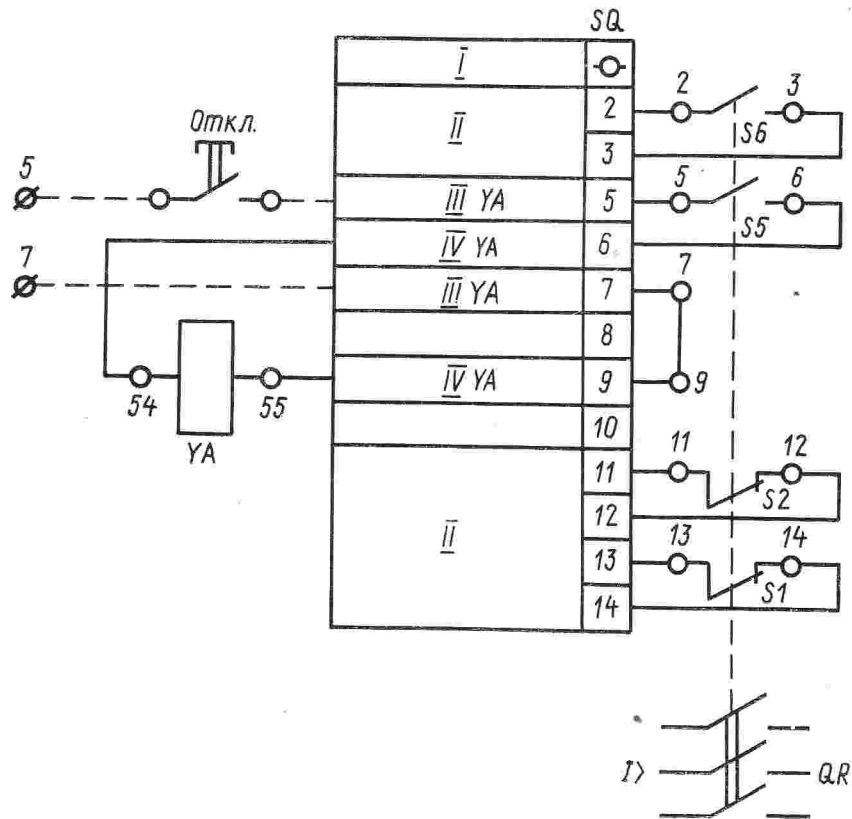 SQ
I
II 2 2 3
3 S6
Откл.
5 III YA 5 5 6
IV YA 6 S5
7 III YA 7 7
8
54 55 IV YA 9 9
YA
10
11 11 12
12 S2
II
13 13 14
14 S1
I> QR